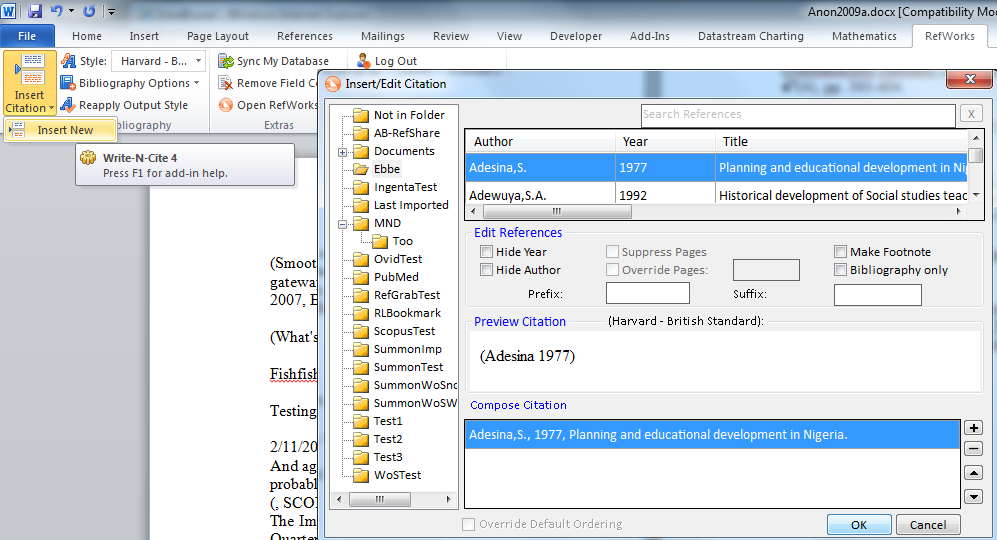 Anon2009a.docx [Compatibility Mo
File Home Insert Page Layout References Mailings Review View Developer Add-Ins Datastream Charting Mathematics RefWorks
Insert Citation
Style: Harvard - B...
Bibliography Options
Reapply Output Style
bliography
Sync My Database
Remove Field Co
Open RefWorks
Extras
Log Out
Insert New
Write-N-Cite 4
Press F1 for add-in help.
(Smoot
gatewa
2007, E
(What's
Fishfish
Testing
2/11/20
And ag
probabl
(, SCOI
The Im
Quarter
Insert/Edit Citation
Not in Folder
AB-RefShare
Documents
Ebbe
IngentaTest
Last Imported
MND
Too
OvidTest
PubMed
RefGrabTest
RLBookmark
ScopusTest
SummonImp
SummonTest
SummonWoSno
SummonWoSW
Test1
Test2
Test3
WoSTest
Search References X
Author Year Title
Adesina,S. 1977 Planning and educational development in Ni
Adewuya,S.A. 1992 Historical development of Social studies teac
Edit References
Hide Year Suppress Pages Make Footnote
Hide Author Override Pages: Bibliography only
Prefix: Suffix:
Preview Citation (Harvard - British Standard):
(Adesina 1977)
Compose Citation
Adesina,S., 1977, Planning and educational development in Nigeria.
Override Default Ordering
OK Cancel